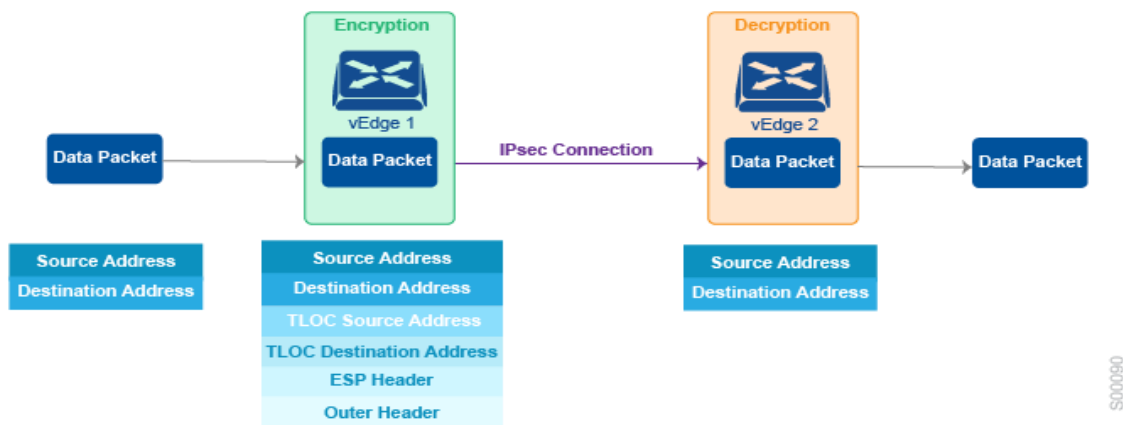 Encryption
vEdge 1
Data Packet
Data Packet
IPsec Connection
Decryption
vEdge 2
Data Packet
Data Packet
Source Address
Destination Address
Source Address
Destination Address
TLOC Source Address
TLOC Destination Address
ESP Header
Outer Header
Source Address
Destination Address
S00090